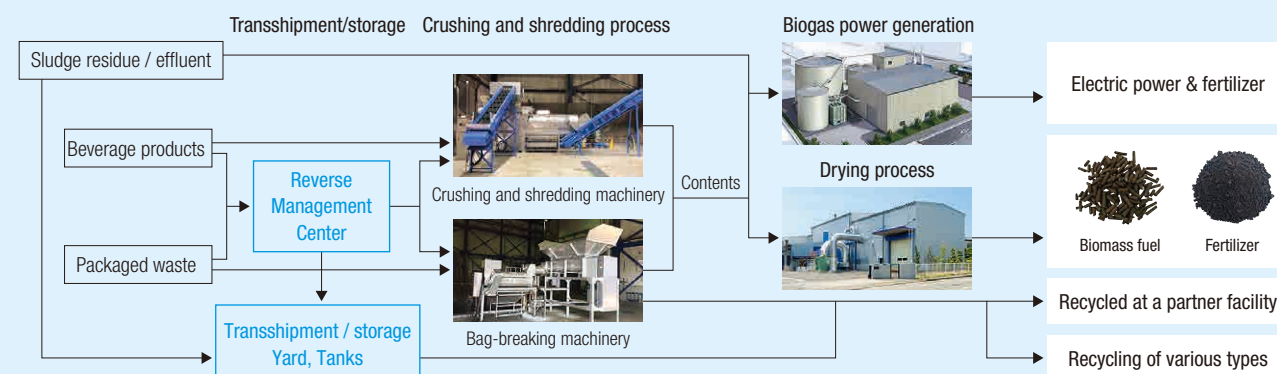 Transshipment/storage
Crushing and shredding process
Biogas power generation
Sludge residue / effluent
Electric power & fertilizer
Beverage products
Reverse
Management
Center
Crushing and shredding machinery
Contents
Drying process
Packaged waste
Biomass fuel
Fertilizer
Transshipment / storage
Yard, Tanks
Bag-breaking machinery
Recycled at a partner facility
Recycling of various types